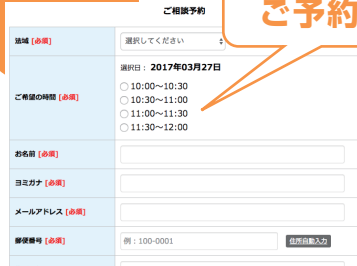 ご相談予約
ご予約
法域 [必須]
選択してください
選択日： 2017年03月27日
ご希望の時間 [必須]
10:00〜10:30
10:30〜11:00
11:00〜11:30
11:30〜12:00
お名前 [必須]
ヨミガナ [必須]
メールアドレス [必須]
郵便番号 [必須]
例：100-0001
住所自動入力